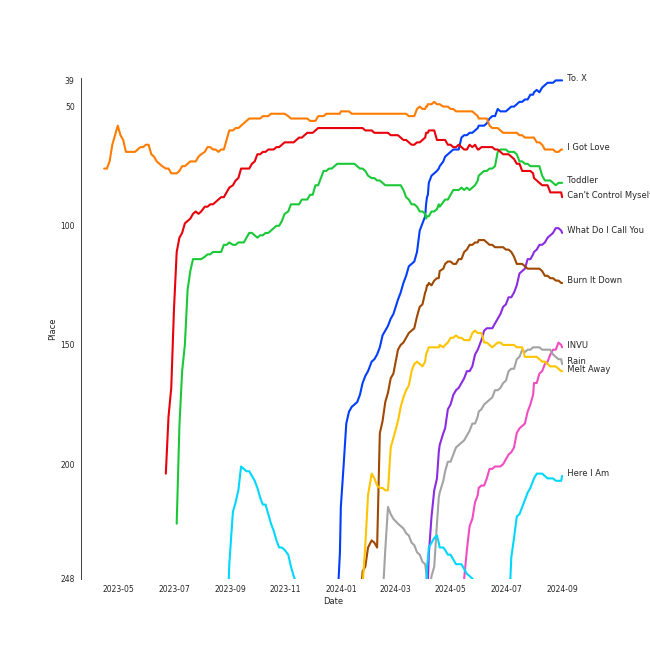 39
50
100
150
200
248
Place
2023-05
2023-07
2023-09
2023-11
2024-01
2024-03
2024-05
2024-07
2024-09
Date
To. X
I Got Love
Toddler
Can't Control Mysel
What Do I Call You
Burn It Down
INVU
Rain
Melt Away
Here I Am